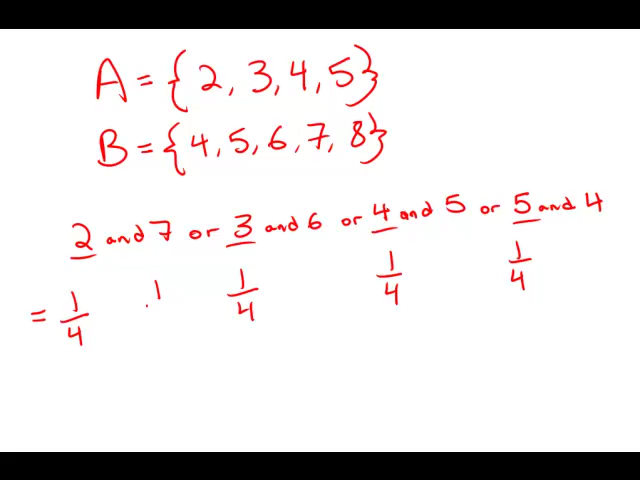 A = {2, 3, 4, 5}
B = {4, 5, 6, 7, 8}
2 and 7 or 3 and 6 or 4 and 5 or 5 and 4
= 1/4 · 1 1/4 1/4 1/4